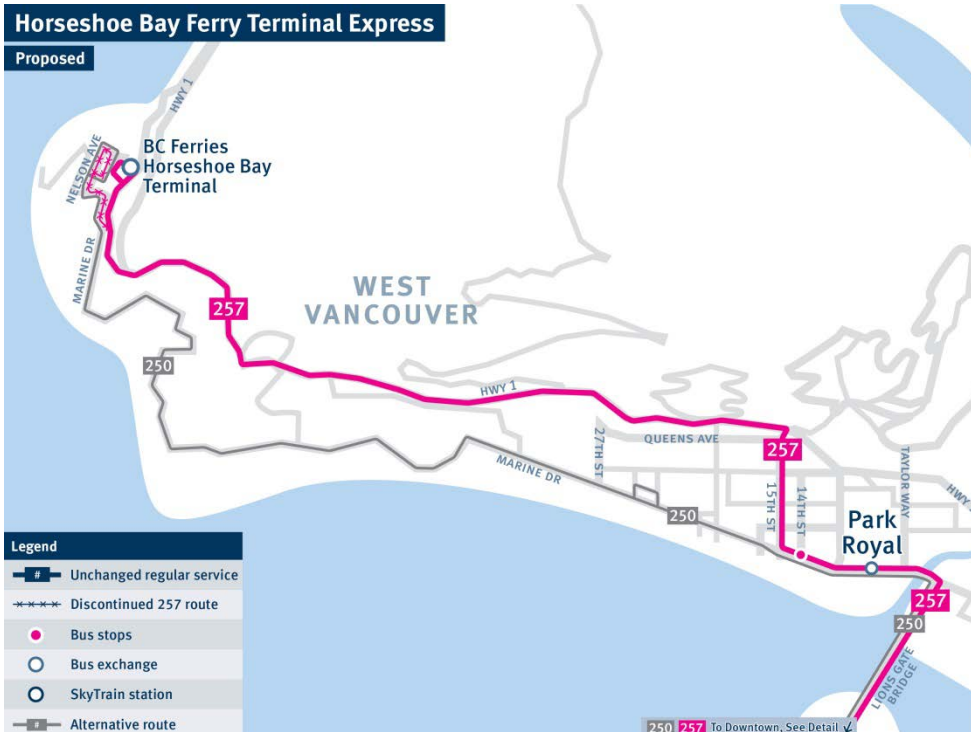 Horseshoe Bay Ferry Terminal Express
Proposed
HWY 1
NELSON AVE
BC Ferries
Horseshoe Bay
Terminal
MARINE DR
WEST
VANCOUVER
257
250
HWY 1
27TH ST
QUEENS AVE
257
TAYLOR WAY
MARINE DR
15TH ST
14TH ST
HWY
250
Park
Royal
257
250
LIONS GATE
BRIDGE
Legend
# Unchanged regular service
Discontinued 257 route
Bus stops
Bus exchange
SkyTrain station
# Alternative route
250 257 To Downtown, See Detail